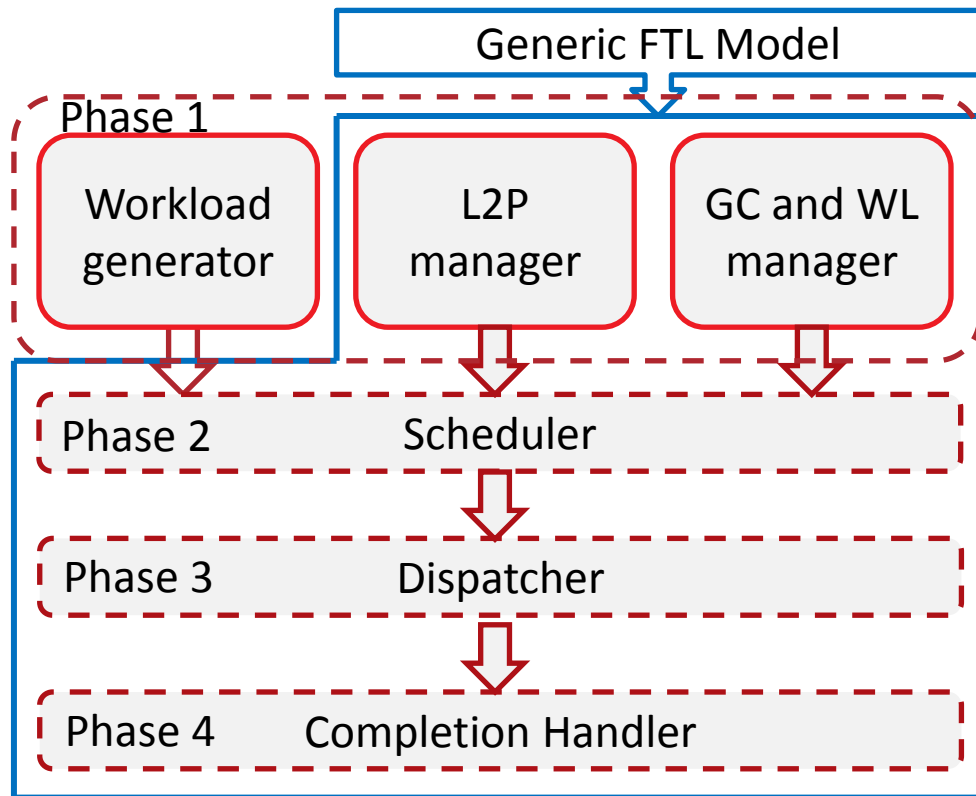 Generic FTL Model
Phase 1
Workload
generator
L2P
manager
GC and WL
manager
Phase 2
Scheduler
Phase 3
Dispatcher
Phase 4
Completion Handler